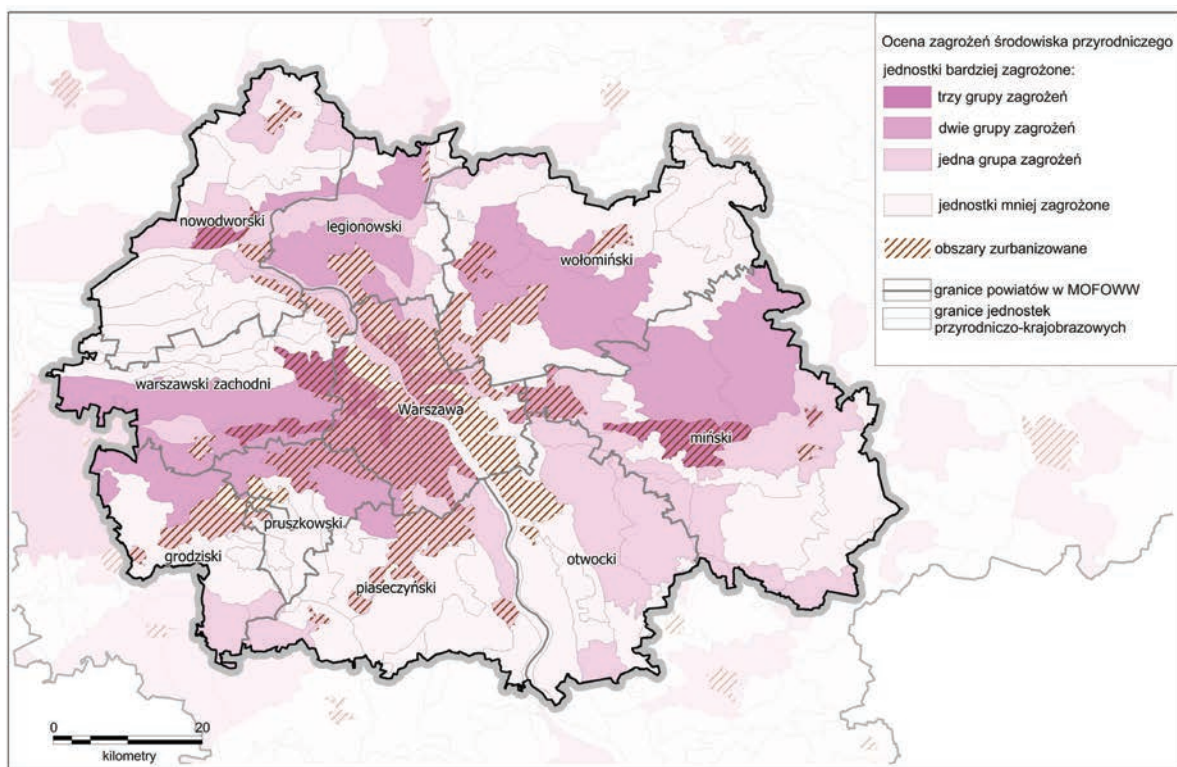 Ocena zagrożeń środowiska przyrodniczego
jednostki bardziej zagrożone:
trzy grupy zagrożeń
dwie grupy zagrożeń
jedna grupa zagrożeń
jednostki mniej zagrożone
obszary zurbanizowane
granice powiatów w MOFOWW
granice jednostek
przyrodniczo-krajobrazowych
nowodworski
legionowski
wołomiński
warszawski zachodni
Warszawa
miński
pruszkowski
grodziski
otwocki
piaseczyński
0 20
kilometry